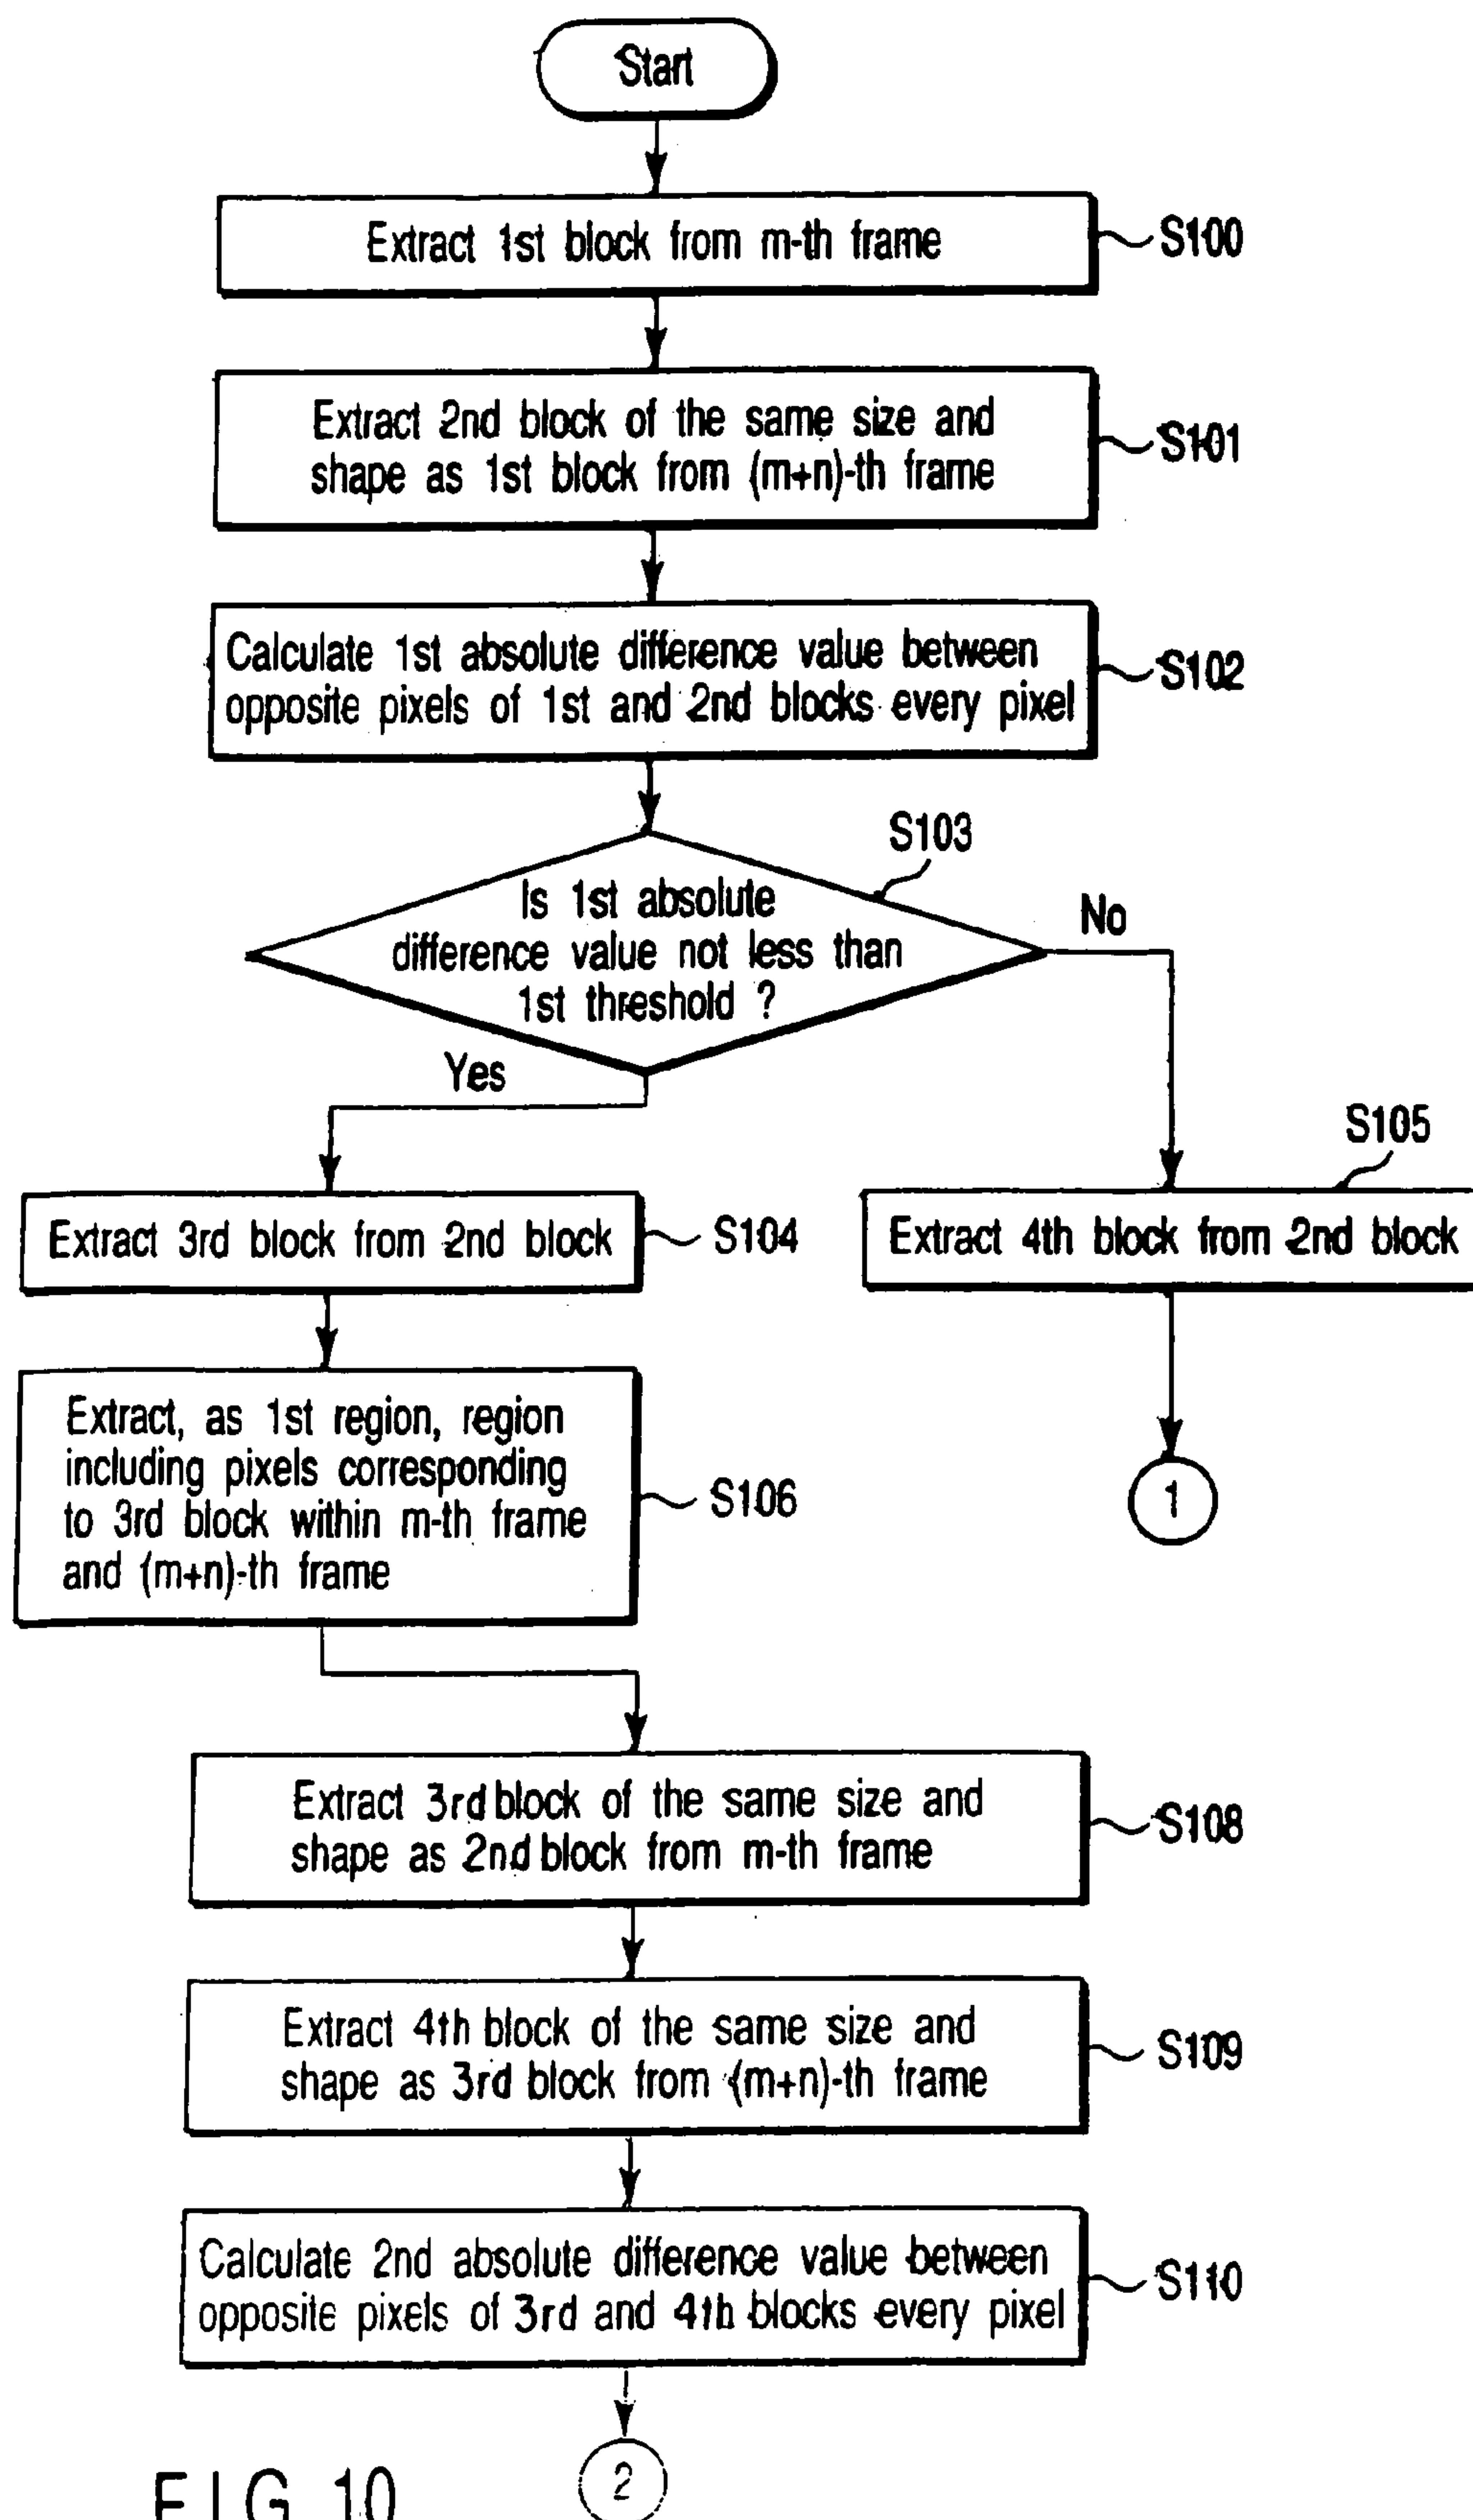 Start
Extract 1st block from m-th frame
S100
Extract 2nd block of the same size and
shape as 1st block from (m+n)-th frame
S101
Calculate 1st absolute difference value between
opposite pixels of 1st and 2nd blocks every pixel
S102
S103
Is 1st absolute
difference value not less than
1st threshold ?
No
Yes
S105
Extract 3rd block from 2nd block
S104
Extract 4th block from 2nd block
Extract, as 1st region, region
including pixels corresponding
to 3rd block within m-th frame
and (m+n)-th frame
S106
1
Extract 3rd block of the same size and
shape as 2nd block from m-th frame
S108
Extract 4th block of the same size and
shape as 3rd block from (m+n)-th frame
S109
Calculate 2nd absolute difference value between
opposite pixels of 3rd and 4th blocks every pixel
S110
2
FIG. 10